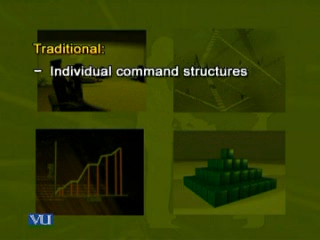 Traditional:
– Individual command structures
VU